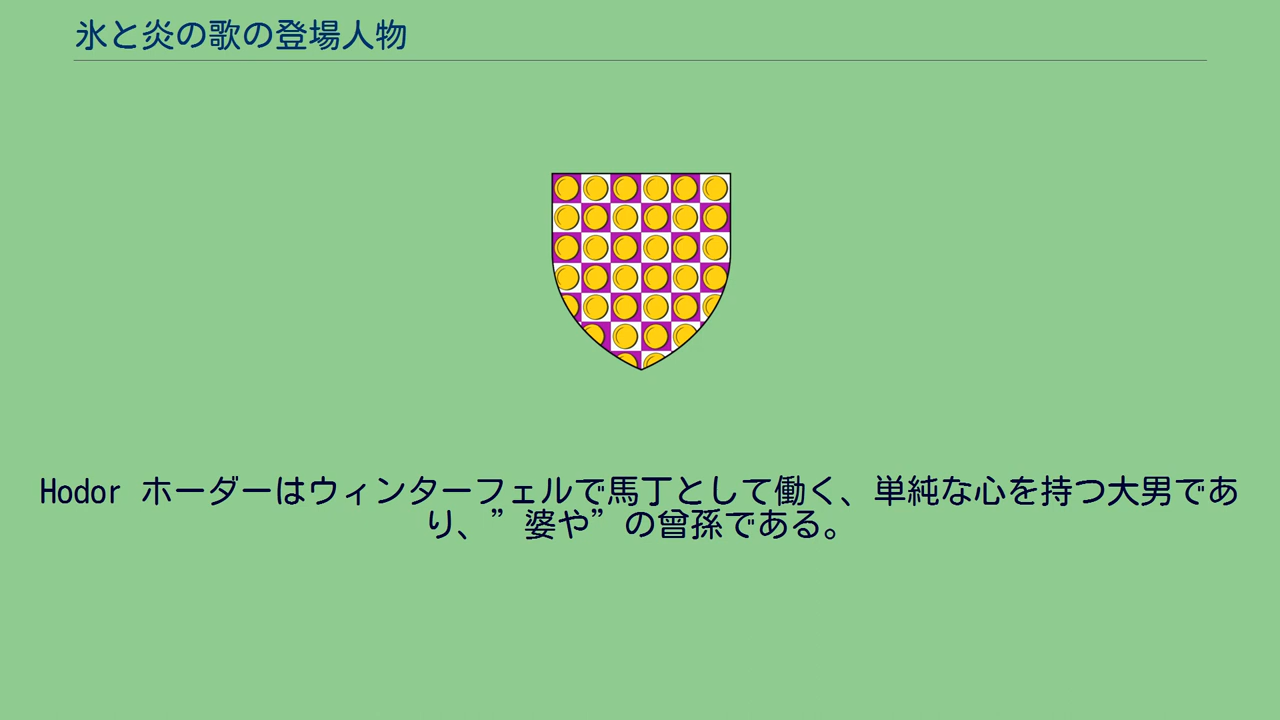 氷と炎の歌の登場人物
Hodor ホーダーはウィンターフェルで馬丁として働く、単純な心を持つ大男であ
り、”婆や”の曾孫である。